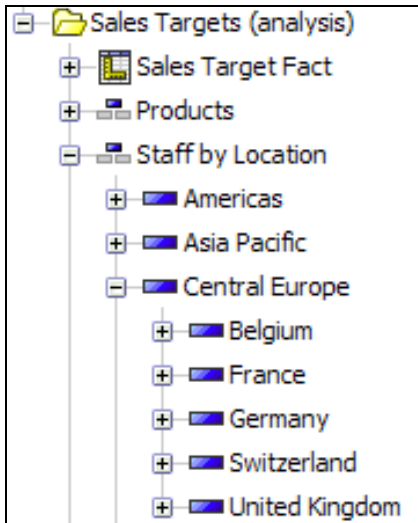 Sales Targets (analysis)
Sales Target Fact
Products
Staff by Location
Americas
Asia Pacific
Central Europe
Belgium
France
Germany
Switzerland
United Kingdom